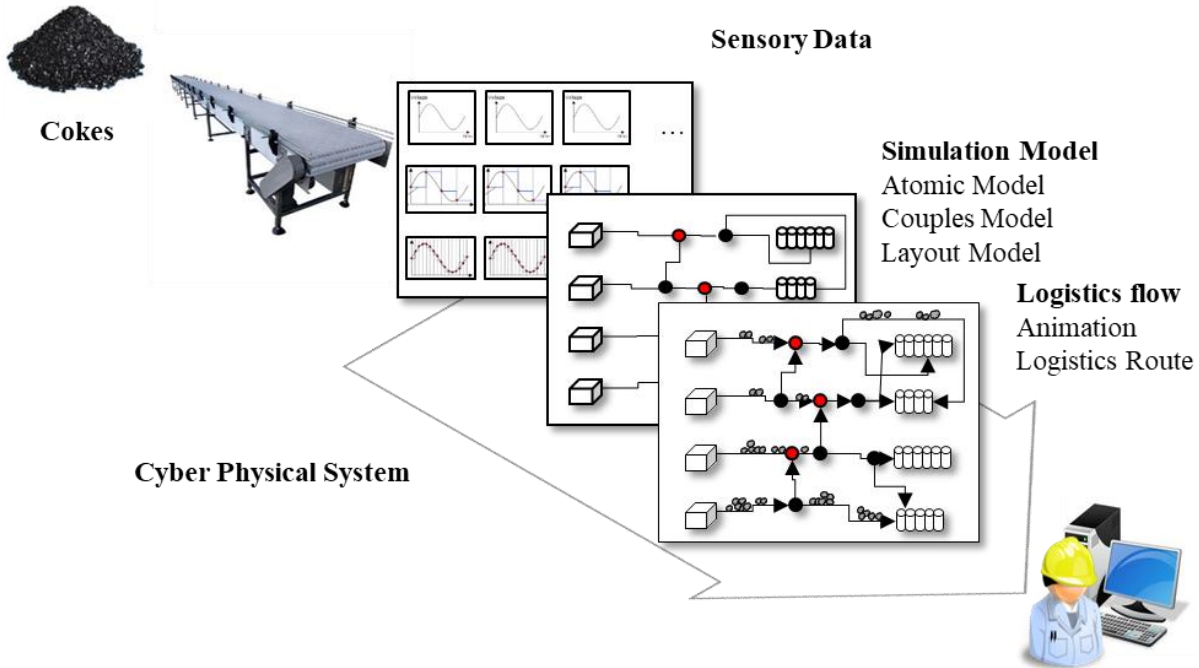 Sensory Data
Cokes
Simulation Model
Atomic Model
Couples Model
Layout Model
Logistics flow
Animation
Logistics Route
Cyber Physical System